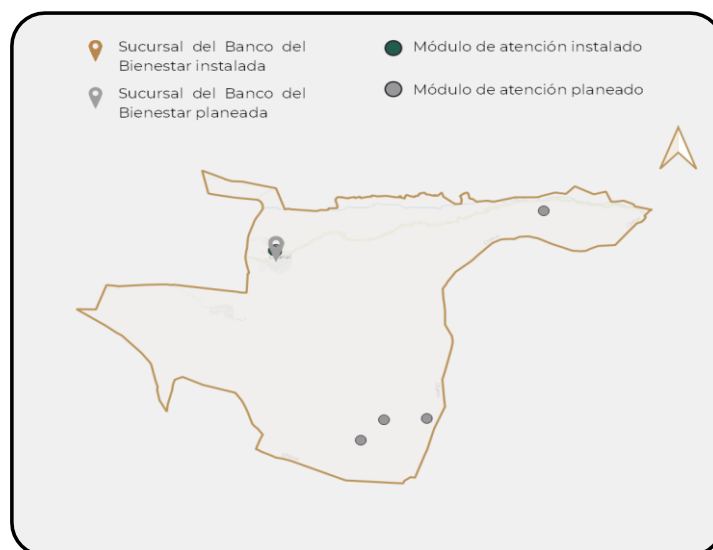 Sucursal del Banco del
Bienestar instalada
Sucursal del Banco del
Bienestar planeada
Módulo de atención instalado
Módulo de atención planeado